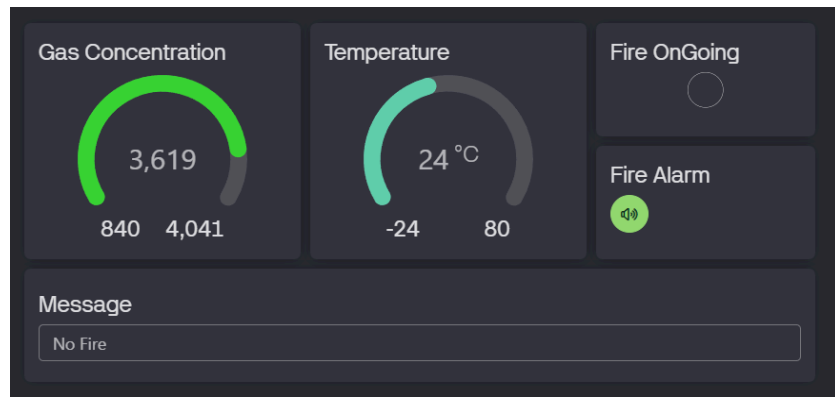 Gas Concentration
3,619
840 4,041
Temperature
24 °C
-24 80
Fire OnGoing
Fire Alarm
Message
No Fire